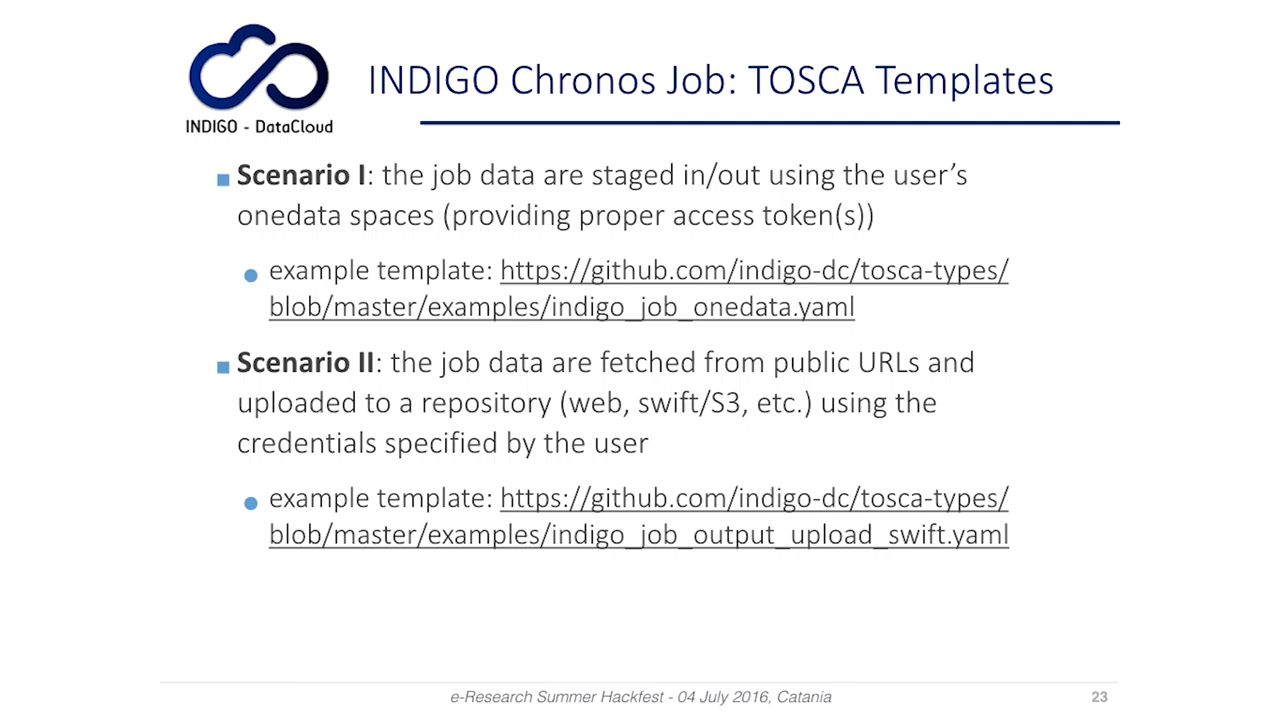 INDIGO - DataCloud
INDIGO Chronos Job: TOSCA Templates
Scenario I: the job data are staged in/out using the user’s
onedata spaces (providing proper access token(s))
example template: https://github.com/indigo-dc/tosca-types/
blob/master/examples/indigo_job_onedata.yaml
Scenario II: the job data are fetched from public URLs and
uploaded to a repository (web, swift/S3, etc.) using the
credentials specified by the user
example template: https://github.com/indigo-dc/tosca-types/
blob/master/examples/indigo_job_output_upload_swift.yaml
e-Research Summer Hackfest - 04 July 2016, Catania
23